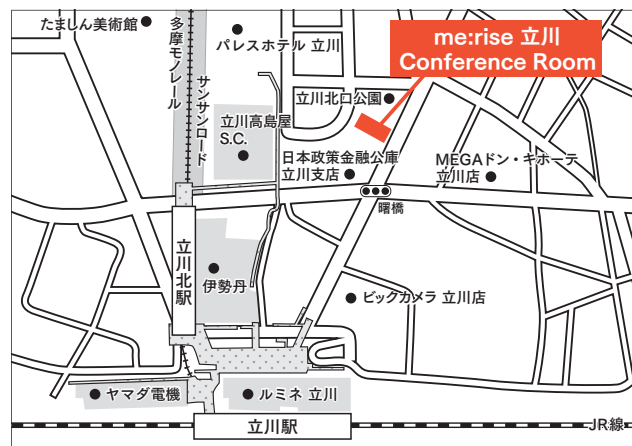 たましん美術館
多摩モノレール
サンサンロード
パレスホテル 立川
me:rise 立川
Conference Room
立川北口公園
立川高島屋
S.C.
日本政策金融公庫
立川支店
MEGAドン・キホーテ
立川店
曙橋
立川北駅
伊勢丹
ビックカメラ 立川店
ヤマダ電機
ルミネ 立川
立川駅
JR線